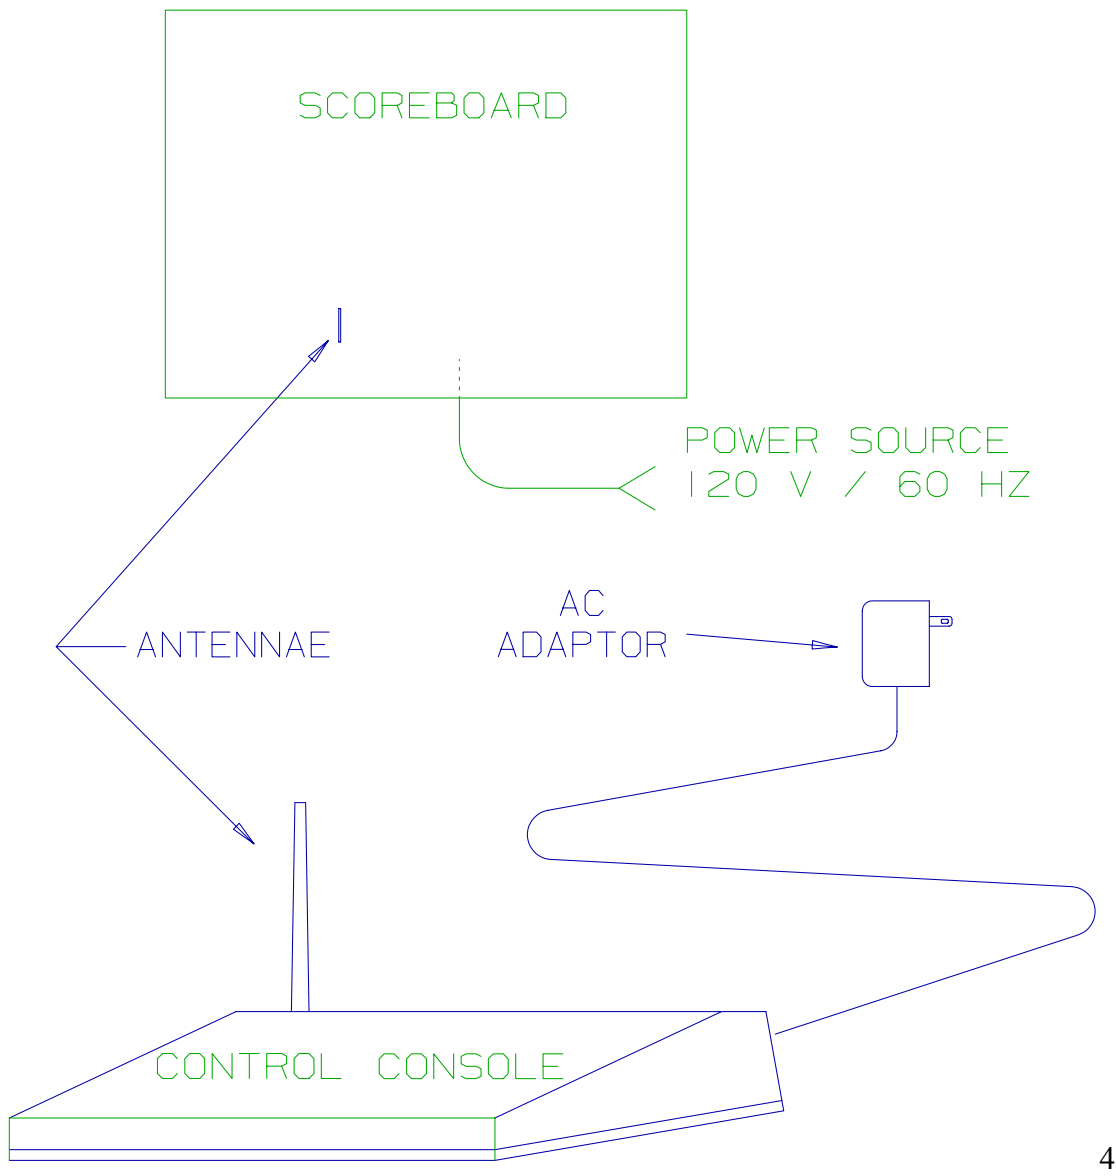 SCOREBOARD
POWER SOURCE
120 V / 60 HZ
AC
ADAPTOR
ANTENNAE
CONTROL CONSOLE
4